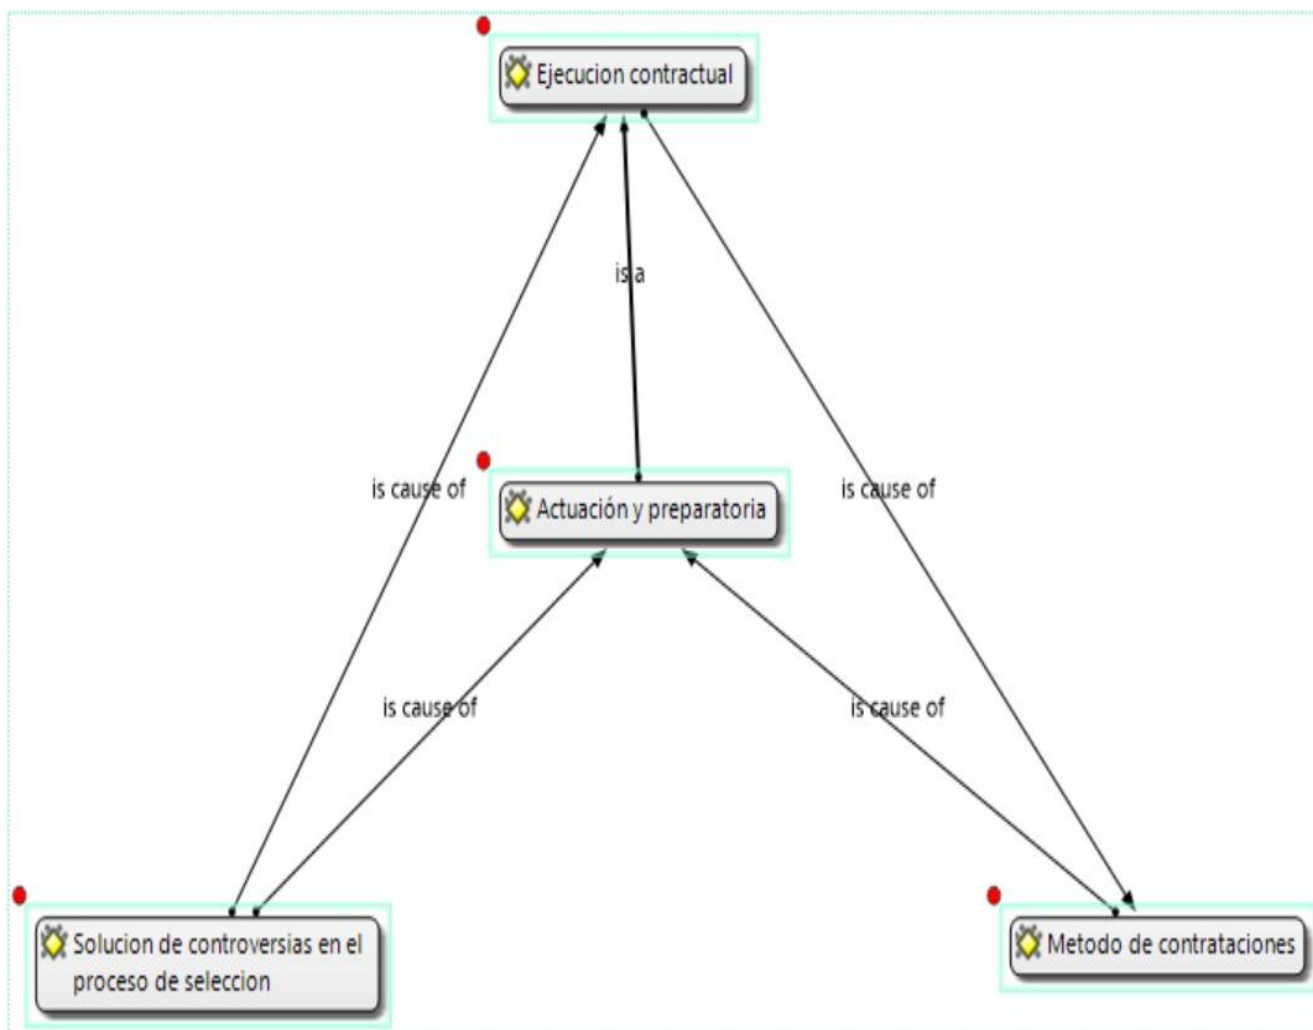 Ejecucion contractual
is a
is cause of
is cause of
Actuación y preparatoria
is cause of
is cause of
Solucion de controversias en el
proceso de seleccion
Metodo de contrataciones